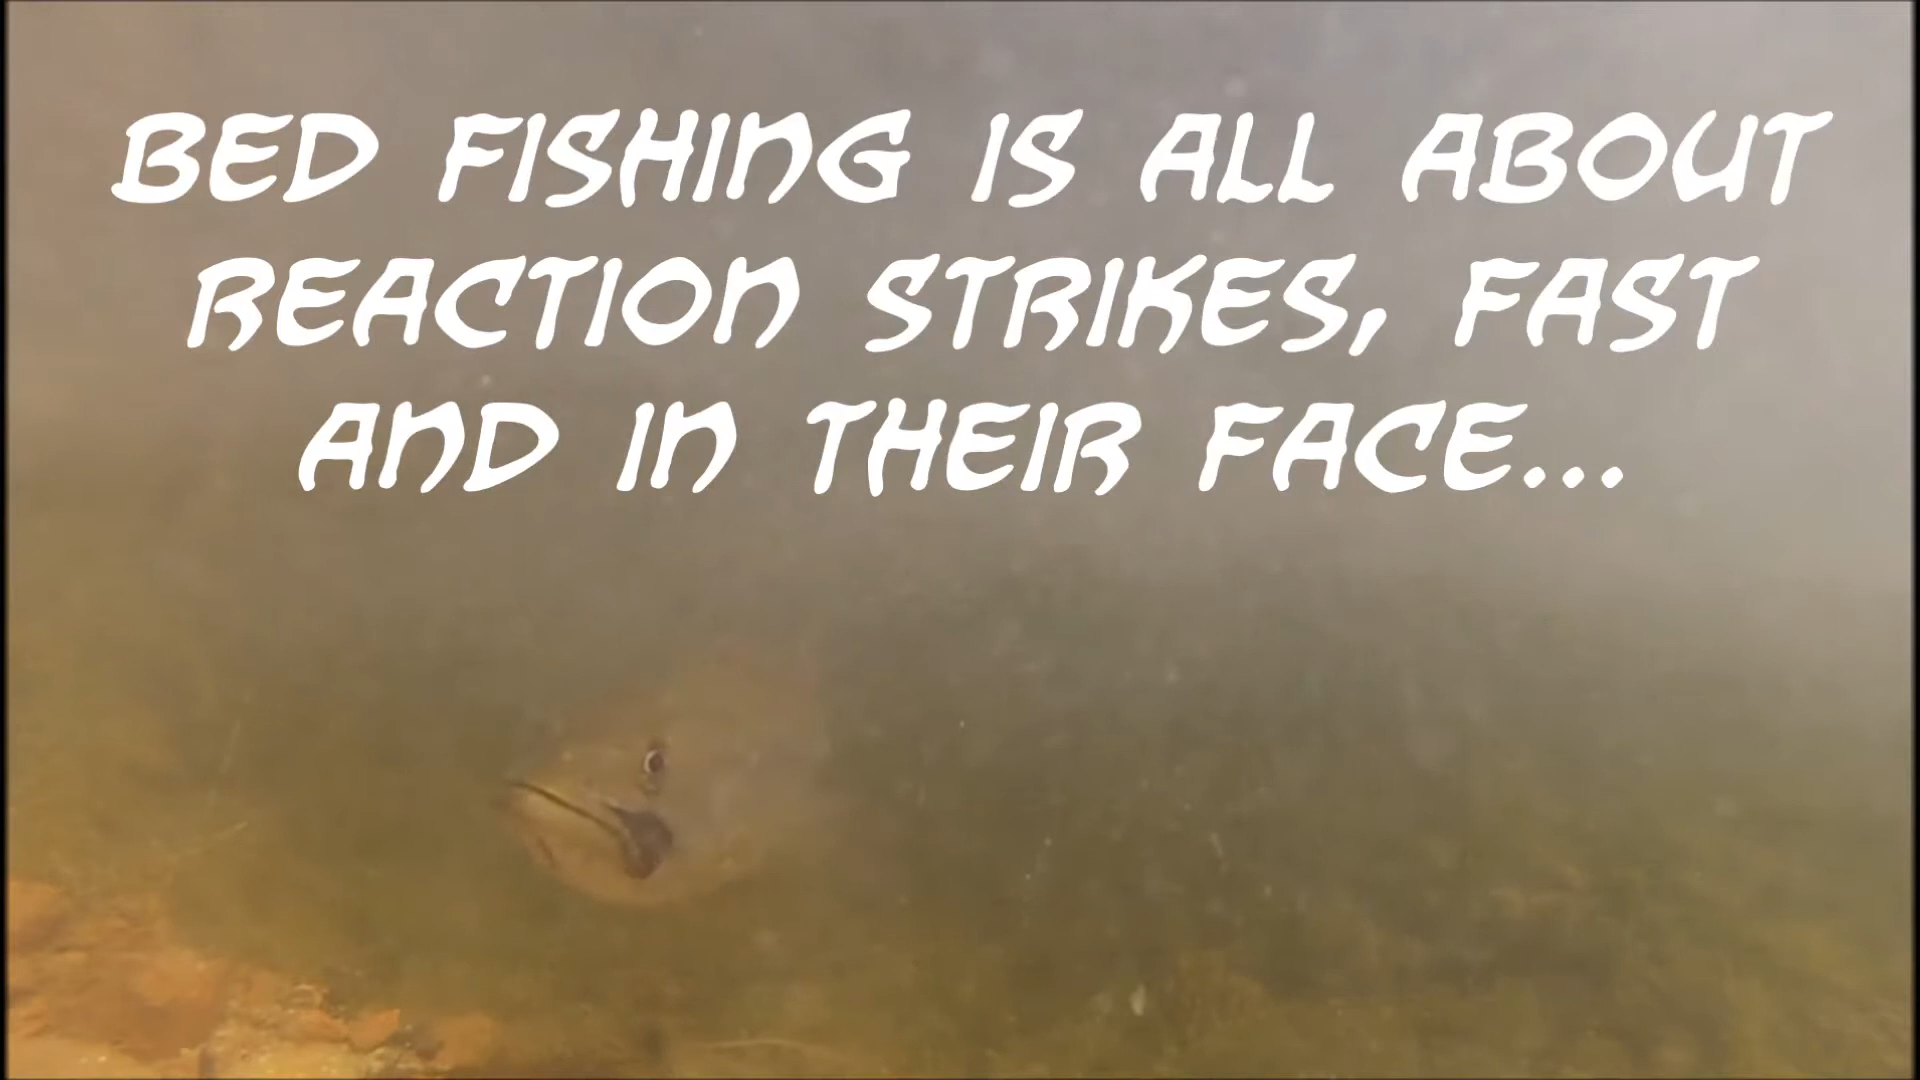 BED FISHING IS ALL ABOUT
REACTION STRIKES, FAST
AND IN THEIR FACE...